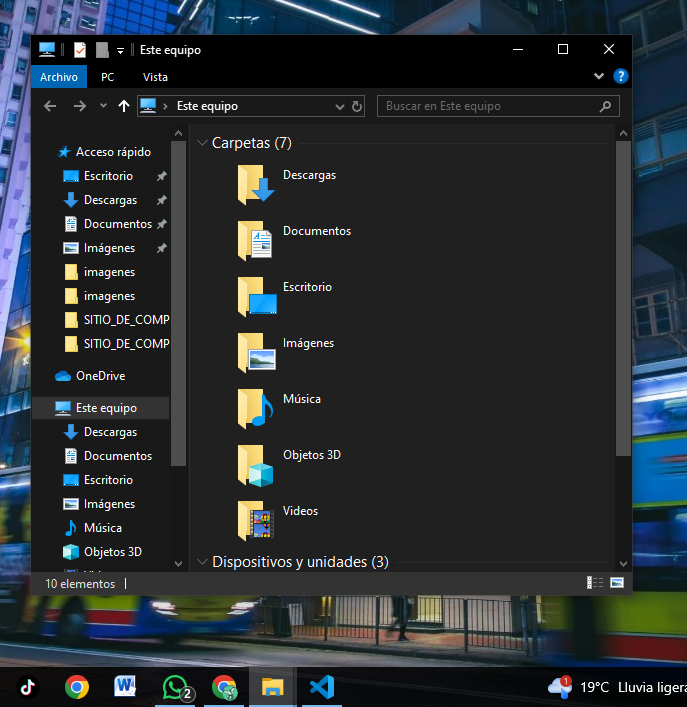 Este equipo
Archivo PC Vista ?
Este equipo Buscar en Este equipo
Acceso rápido
Escritorio
Descargas
Documentos
Imágenes
imagenes
imagenes
SITIO_DE_COMP
SITIO_DE_COMP
OneDrive
Este equipo
Descargas
Documentos
Escritorio
Imágenes
Música
Objetos 3D
Carpetas (7)
Descargas
Documentos
Escritorio
Imágenes
Música
Objetos 3D
Videos
Dispositivos y unidades (3)
10 elementos
W 2 1 19°C Lluvia ligera